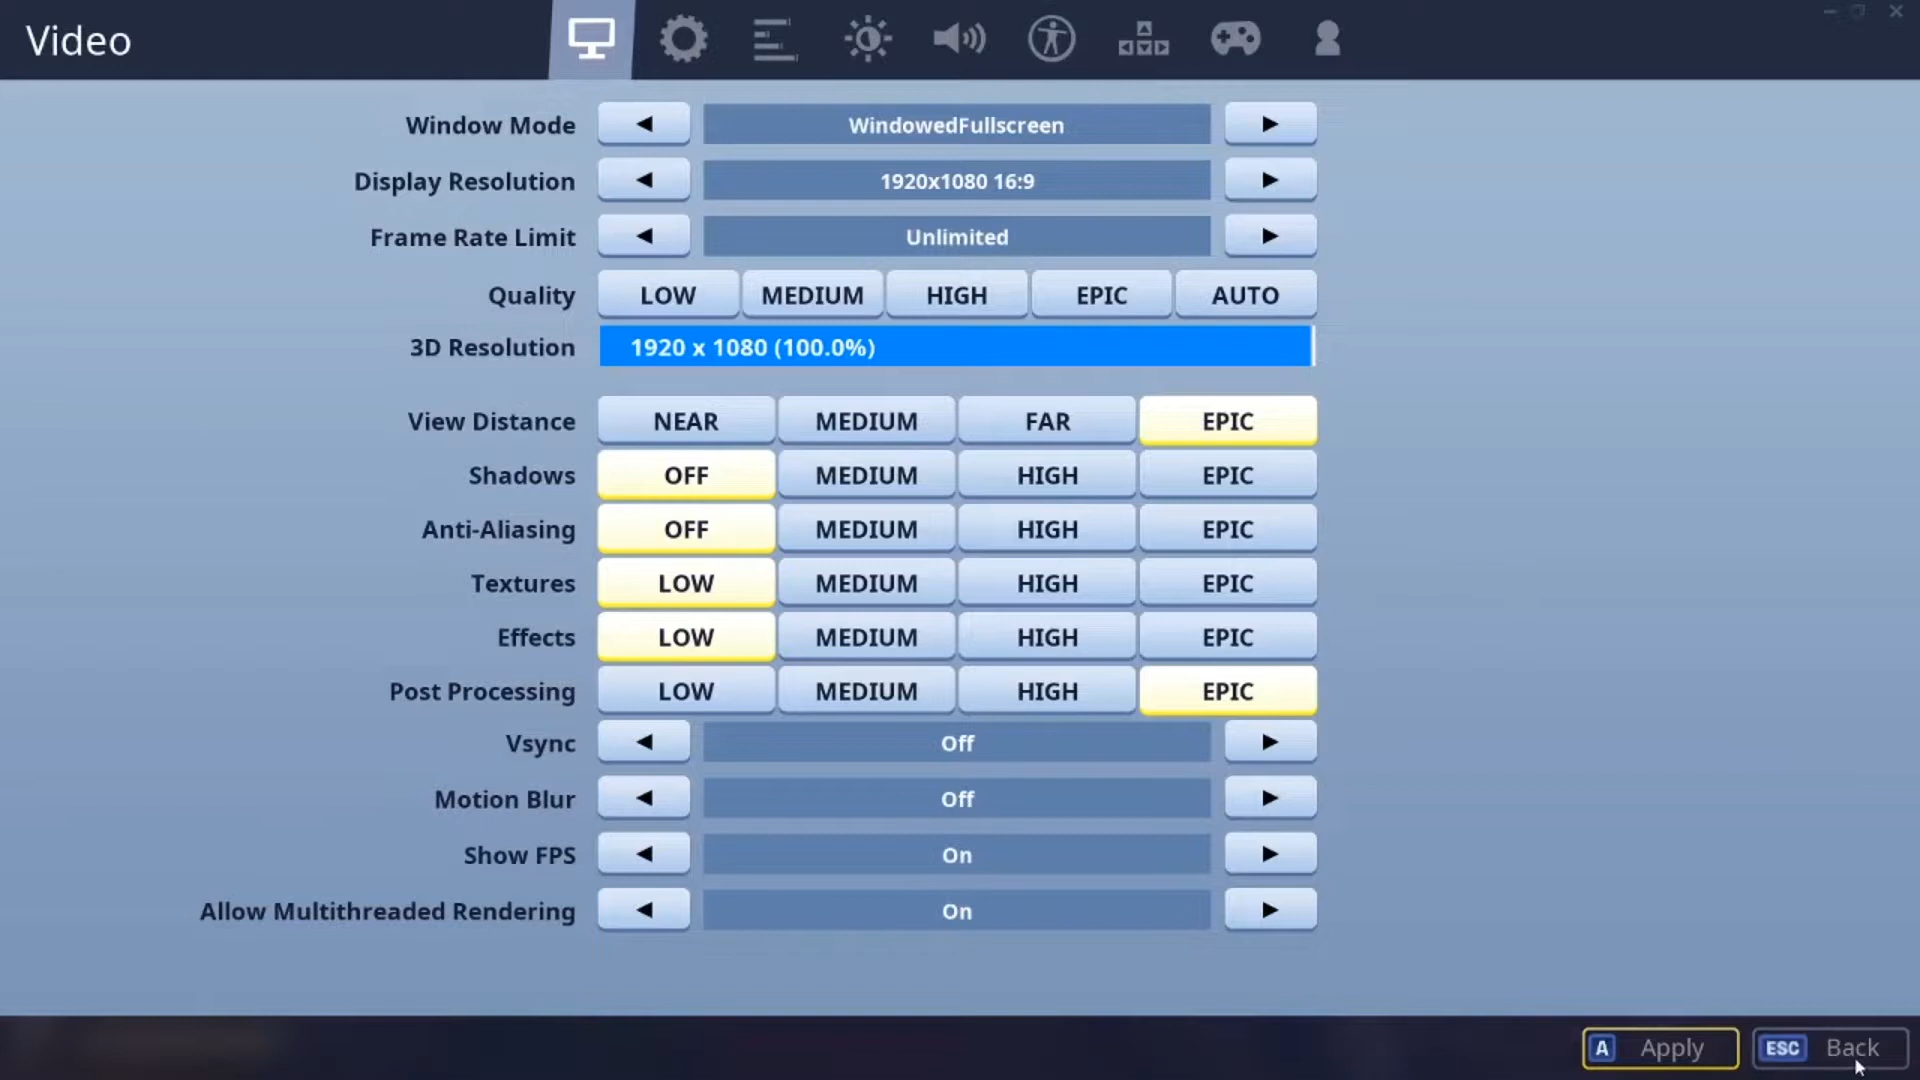 Video
Window Mode WindowedFullscreen
Display Resolution 1920x1080 16:9
Frame Rate Limit Unlimited
Quality LOW MEDIUM HIGH EPIC AUTO
3D Resolution 1920 x 1080 (100.0%)
View Distance NEAR MEDIUM FAR EPIC
Shadows OFF MEDIUM HIGH EPIC
Anti-Aliasing OFF MEDIUM HIGH EPIC
Textures LOW MEDIUM HIGH EPIC
Effects LOW MEDIUM HIGH EPIC
Post Processing LOW MEDIUM HIGH EPIC
Vsync Off
Motion Blur Off
Show FPS On
Allow Multithreaded Rendering On
A Apply ESC Back